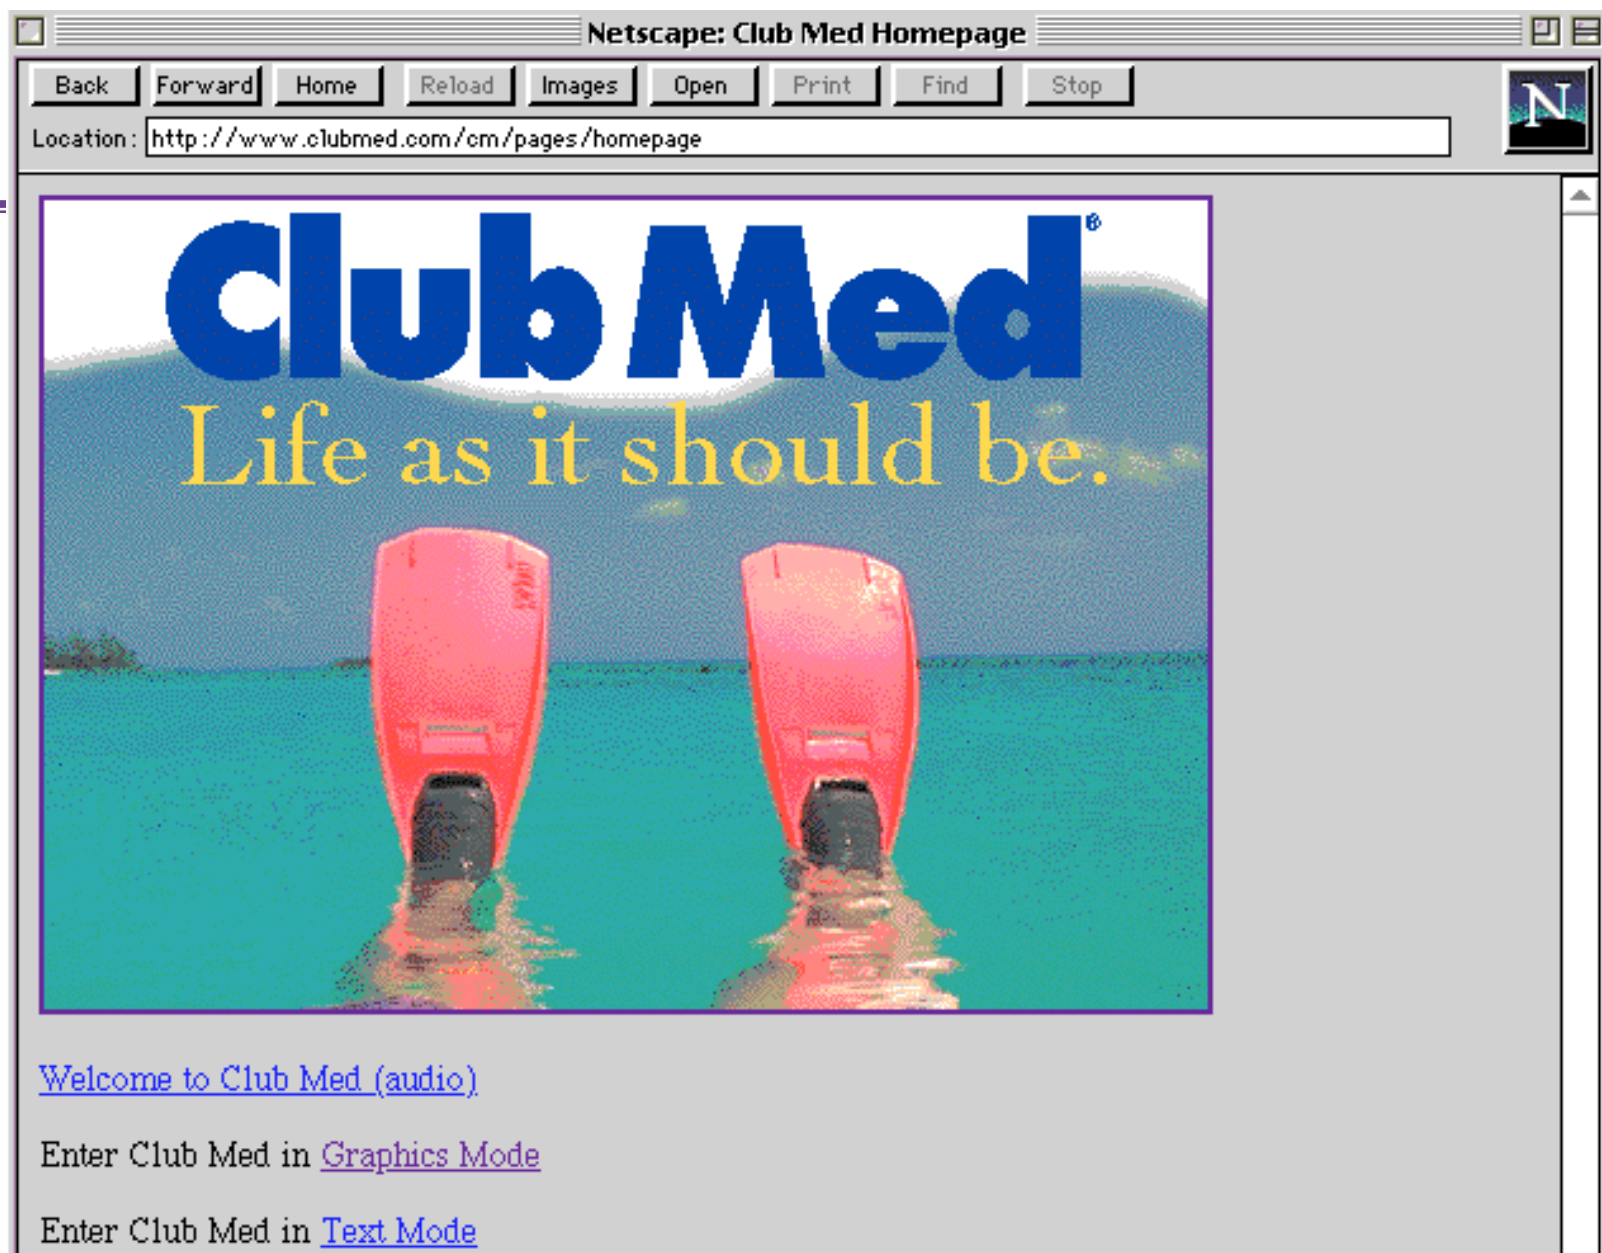 Netscape: Club Med Homepage
Back Forward Home Reload Images Open Print Find Stop
N
Location: http://www.clubmed.com/cm/pages/homepage
Club Med®
Life as it should be.
Welcome to Club Med (audio)
Enter Club Med in Graphics Mode
Enter Club Med in Text Mode